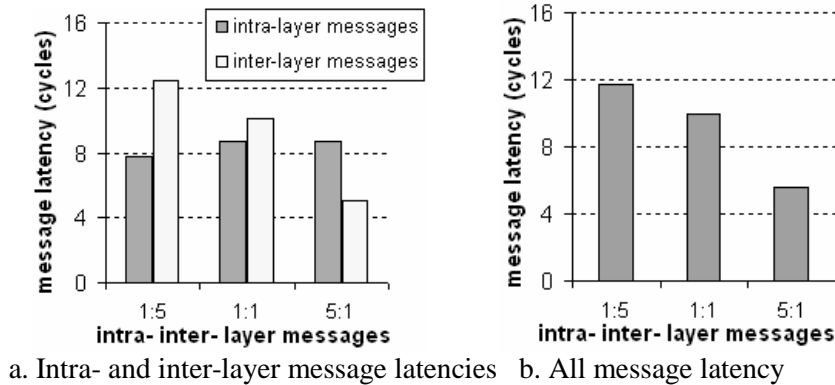 message latency (cycles)
16
12
8
4
0
intra-layer messages
inter-layer messages
1:5
1:1
5:1
intra- inter- layer messages
a. Intra- and inter-layer message latencies
message latency (cycles)
16
12
8
4
0
1:5
1:1
5:1
intra- inter- layer messages
b. All message latency